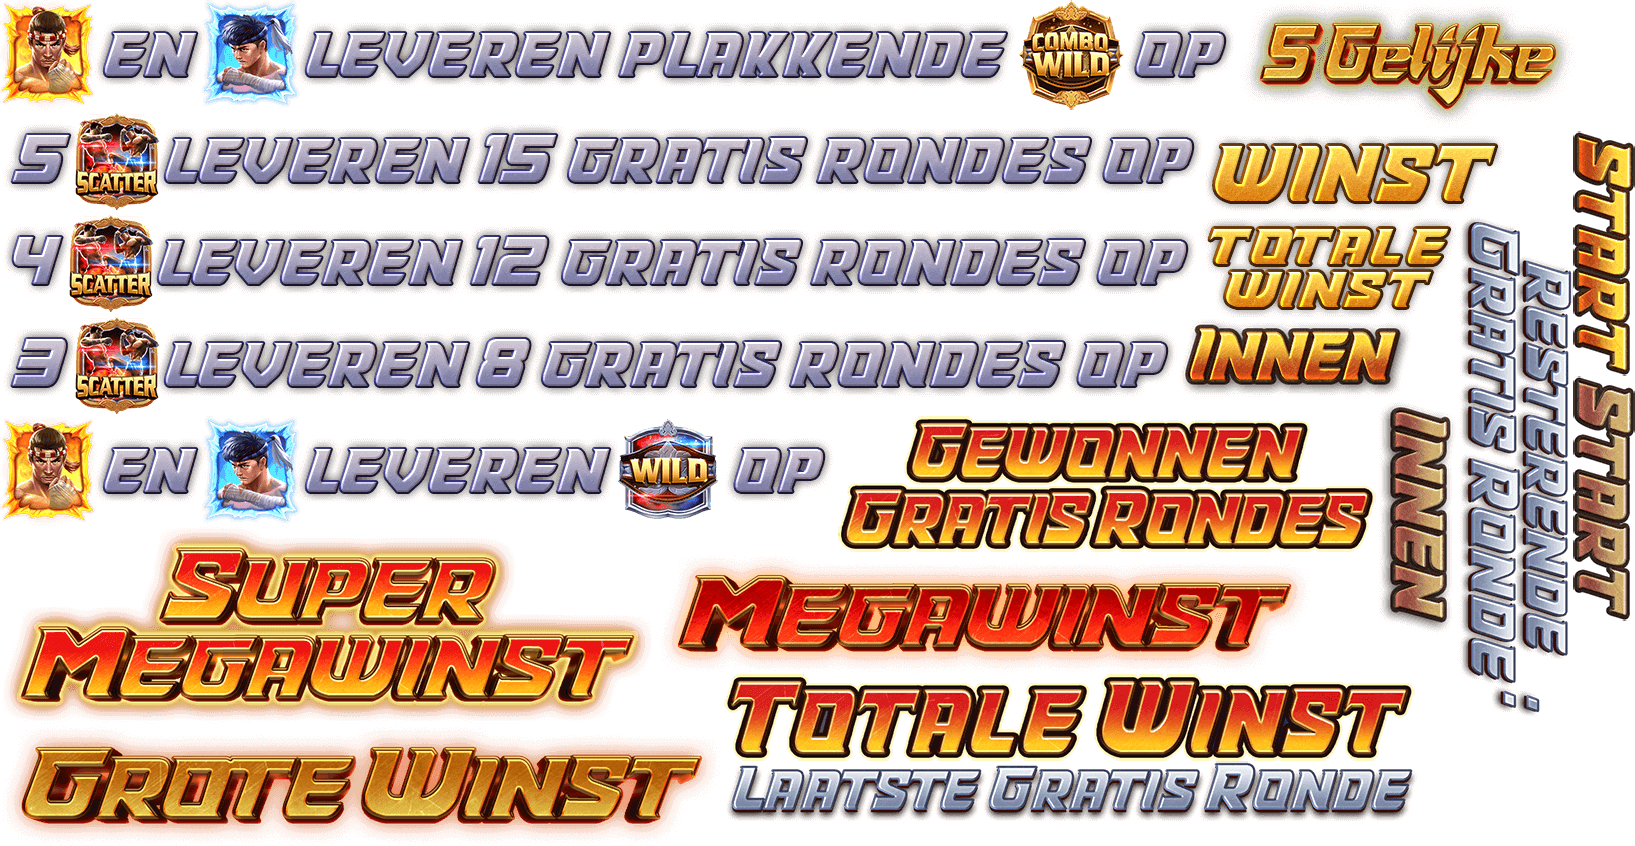 EN LEVEREN PLAKKENDE COMBO WILD OP
5 Gelijke
5 SCATTER LEVEREN 15 GRATIS RONDES OP
WINST
4 SCATTER LEVEREN 12 GRATIS RONDES OP
TOTALE
WINST
3 SCATTER LEVEREN 8 GRATIS RONDES OP
INNEN
EN LEVEREN WILD OP
GEWONNEN
GRATIS RONDES
SUPER
MEGAWINST
MEGAWINST
GROTE WINST
TOTALE WINST
LAATSTE GRATIS RONDE
START START
RESTERENDE
GRATIS RONDE :
INNEN